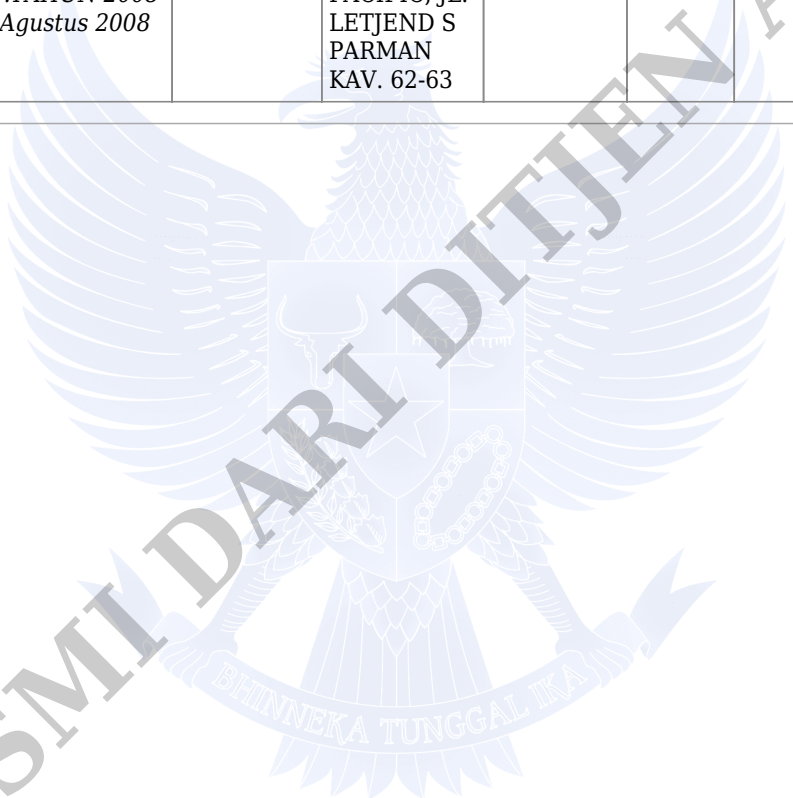 Agustus 2008
LETJEND S
PARMAN
KAV. 62-63
SMI DARI DITJEN A
BHINNEKA TUNGGAL IKA